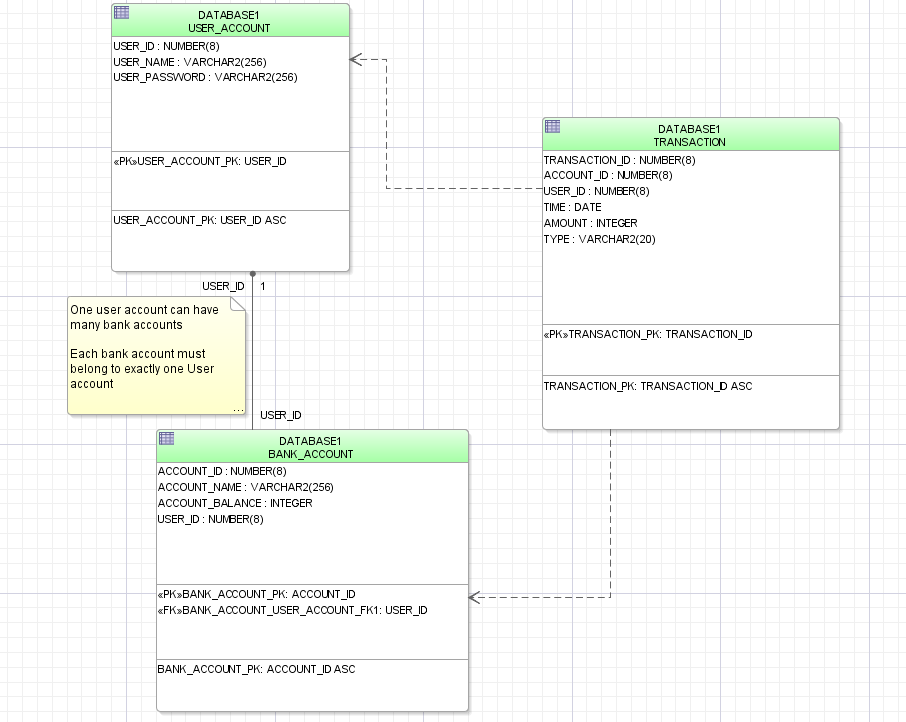 DATABASE1
USER_ACCOUNT
USER_ID : NUMBER(8)
USER_NAME : VARCHAR2(256)
USER_PASSWORD : VARCHAR2(256)
«PK»USER_ACCOUNT_PK: USER_ID
USER_ACCOUNT_PK: USER_ID ASC
DATABASE1
TRANSACTION
TRANSACTION_ID : NUMBER(8)
ACCOUNT_ID : NUMBER(8)
USER_ID : NUMBER(8)
TIME : DATE
AMOUNT : INTEGER
TYPE : VARCHAR2(20)
«PK»TRANSACTION_PK: TRANSACTION_ID
TRANSACTION_PK: TRANSACTION_ID ASC
USER_ID 1
One user account can have
many bank accounts
Each bank account must
belong to exactly one User
account
...
USER_ID
DATABASE1
BANK_ACCOUNT
ACCOUNT_ID : NUMBER(8)
ACCOUNT_NAME : VARCHAR2(256)
ACCOUNT_BALANCE : INTEGER
USER_ID : NUMBER(8)
«PK»BANK_ACCOUNT_PK: ACCOUNT_ID
«FK»BANK_ACCOUNT_USER_ACCOUNT_FK1: USER_ID
BANK_ACCOUNT_PK: ACCOUNT_ID ASC